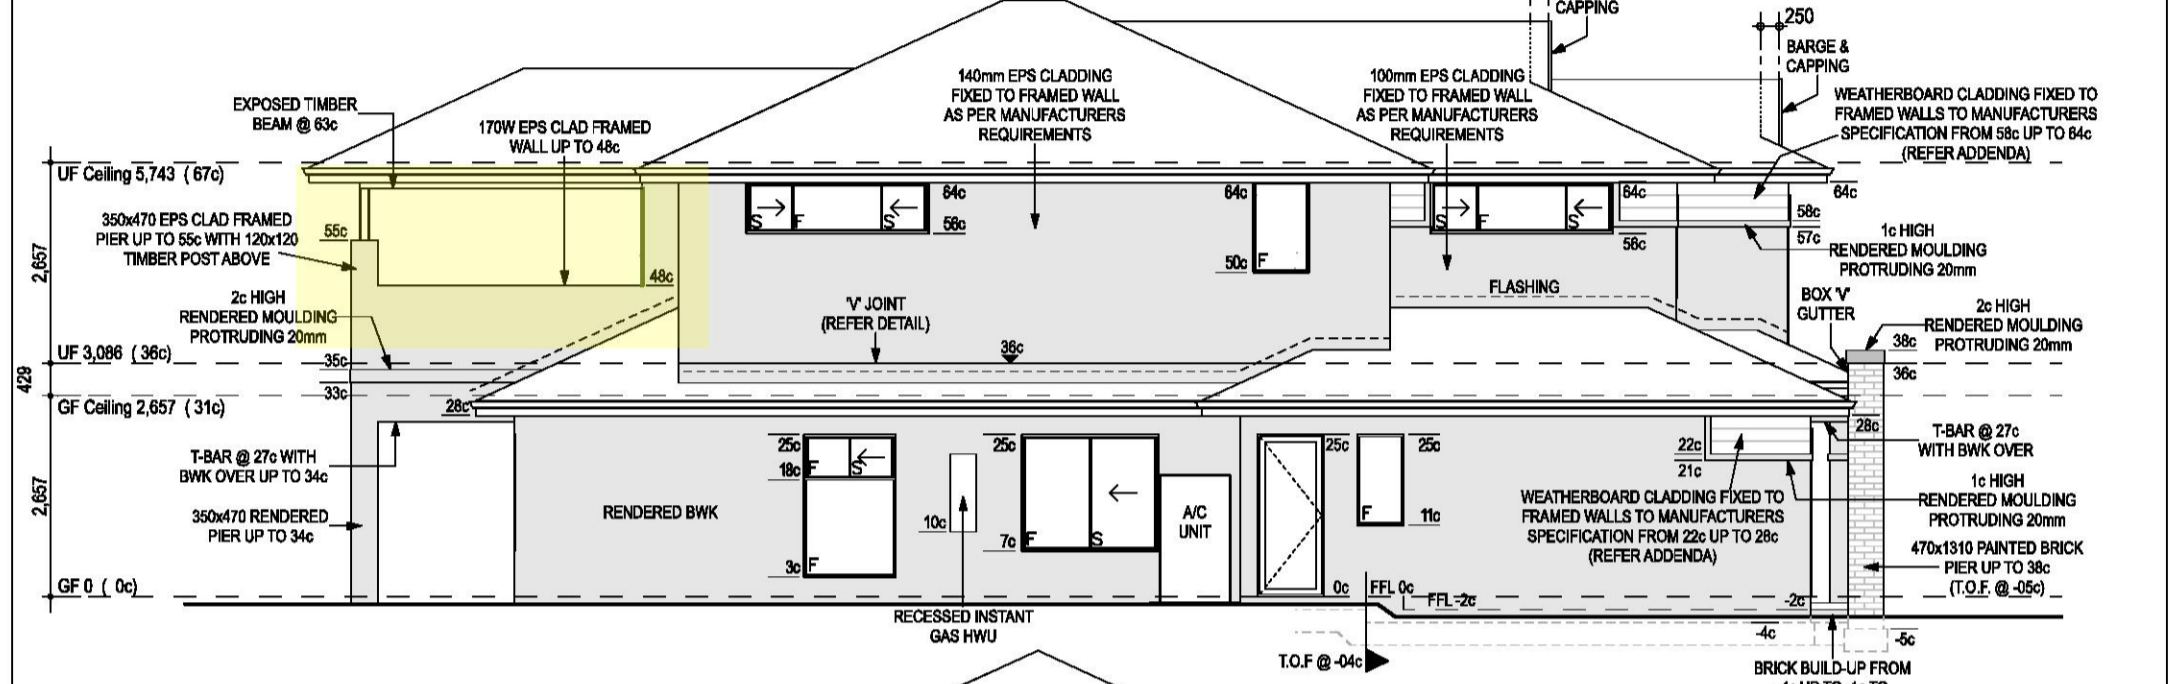 CAPPING
250
BARGE &
CAPPING
EXPOSED TIMBER
BEAM @ 63c
170W EPS CLAD FRAMED
WALL UP TO 48c
140mm EPS CLADDING
FIXED TO FRAMED WALL
AS PER MANUFACTURERS
REQUIREMENTS
100mm EPS CLADDING
FIXED TO FRAMED WALL
AS PER MANUFACTURERS
REQUIREMENTS
WEATHERBOARD CLADDING FIXED TO
FRAMED WALLS TO MANUFACTURERS
SPECIFICATION FROM 58c UP TO 64c
(REFER ADDENDA)
UF Ceiling 5,743 ( 67c)
350x470 EPS CLAD FRAMED
PIER UP TO 55c WITH 120x120
TIMBER POST ABOVE
55c
48c
S F S
64c
56c
64c
50c F
64c
S F S
56c
64c
58c
57c
1c HIGH
RENDERED MOULDING
PROTRUDING 20mm
2,657
2c HIGH
RENDERED MOULDING
PROTRUDING 20mm
'V' JOINT
(REFER DETAIL)
FLASHING
BOX 'V'
GUTTER
2c HIGH
RENDERED MOULDING
PROTRUDING 20mm
UF 3,086 ( 36c)
35c
36c
38c
36c
429
33c
GF Ceiling 2,657 ( 31c)
28c
28c
T-BAR @ 27c WITH
BWK OVER UP TO 34c
25c
18c F S
F
3c
25c
7c F S
25c
25c
F
11c
22c
21c
T-BAR @ 27c
WITH BWK OVER
2,657
350x470 RENDERED
PIER UP TO 34c
RENDERED BWK
10c
A/C
UNIT
WEATHERBOARD CLADDING FIXED TO
FRAMED WALLS TO MANUFACTURERS
SPECIFICATION FROM 22c UP TO 28c
(REFER ADDENDA)
1c HIGH
RENDERED MOULDING
PROTRUDING 20mm
470x1310 PAINTED BRICK
PIER UP TO 38c
(T.O.F. @ -05c)
GF 0 ( 0c)
0c
FFL 0c
FFL -2c
-2c
RECESSED INSTANT
GAS HWU
-4c
-5c
T.O.F @ -04c
BRICK BUILD-UP FROM